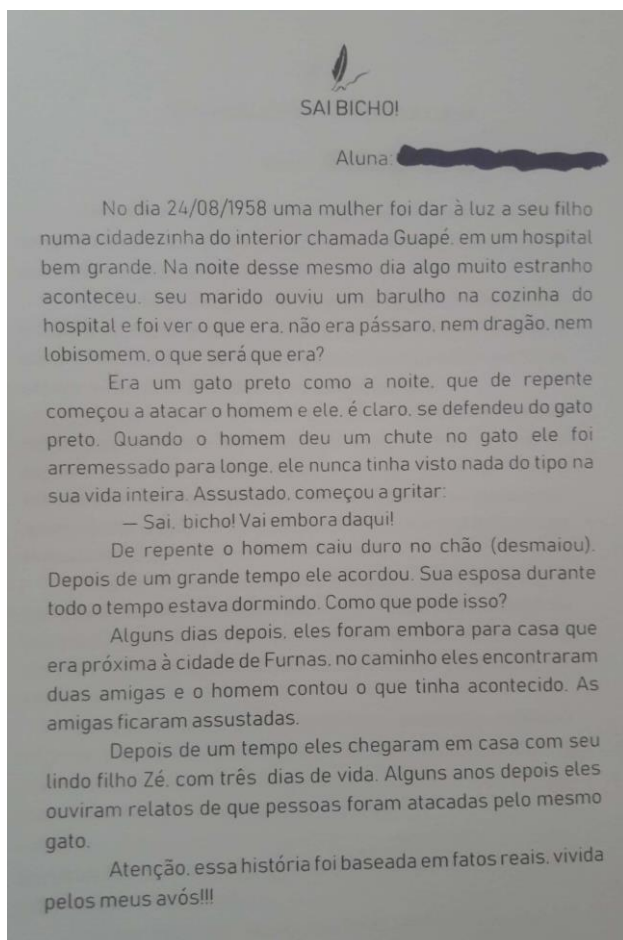 SAI BICHO!
Aluna:
No dia 24/08/1958 uma mulher foi dar à luz a seu filho
numa cidadezinha do interior chamada Guapé, em um hospital
bem grande. Na noite desse mesmo dia algo muito estranho
aconteceu, seu marido ouviu um barulho na cozinha do
hospital e foi ver o que era, não era pássaro, nem dragão, nem
lobisomem, o que será que era?
Era um gato preto como a noite, que de repente
começou a atacar o homem e ele, é claro, se defendeu do gato
preto. Quando o homem deu um chute no gato ele foi
arremessado para longe, ele nunca tinha visto nada do tipo na
sua vida inteira. Assustado, começou a gritar:
— Sai, bicho! Vai embora daqui!
De repente o homem caiu duro no chão (desmaiou).
Depois de um grande tempo ele acordou. Sua esposa durante
todo o tempo estava dormindo. Como que pode isso?
Alguns dias depois, eles foram embora para casa que
era próxima à cidade de Furnas, no caminho eles encontraram
duas amigas e o homem contou o que tinha acontecido. As
amigas ficaram assustadas.
Depois de um tempo eles chegaram em casa com seu
lindo filho Zé, com três dias de vida. Alguns anos depois eles
ouviram relatos de que pessoas foram atacadas pelo mesmo
gato.
Atenção, essa história foi baseada em fatos reais, vivida
pelos meus avós!!!